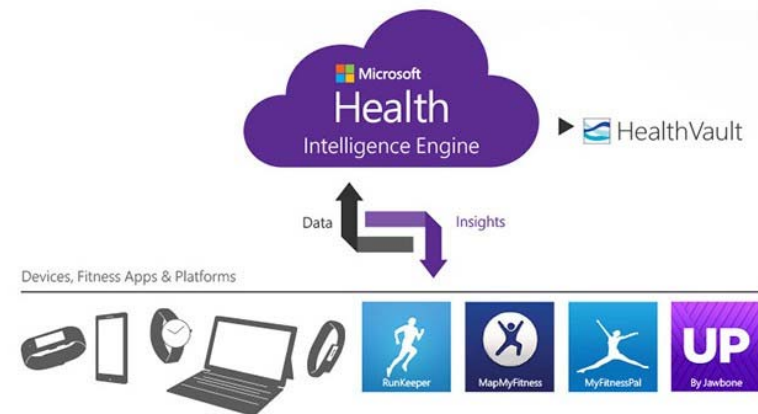 Microsoft
Health
Intelligence Engine
HealthVault
Data
Insights
Devices, Fitness Apps & Platforms
RunKeeper
MapMyFitness
MyFitnessPal
UP
By Jawbone